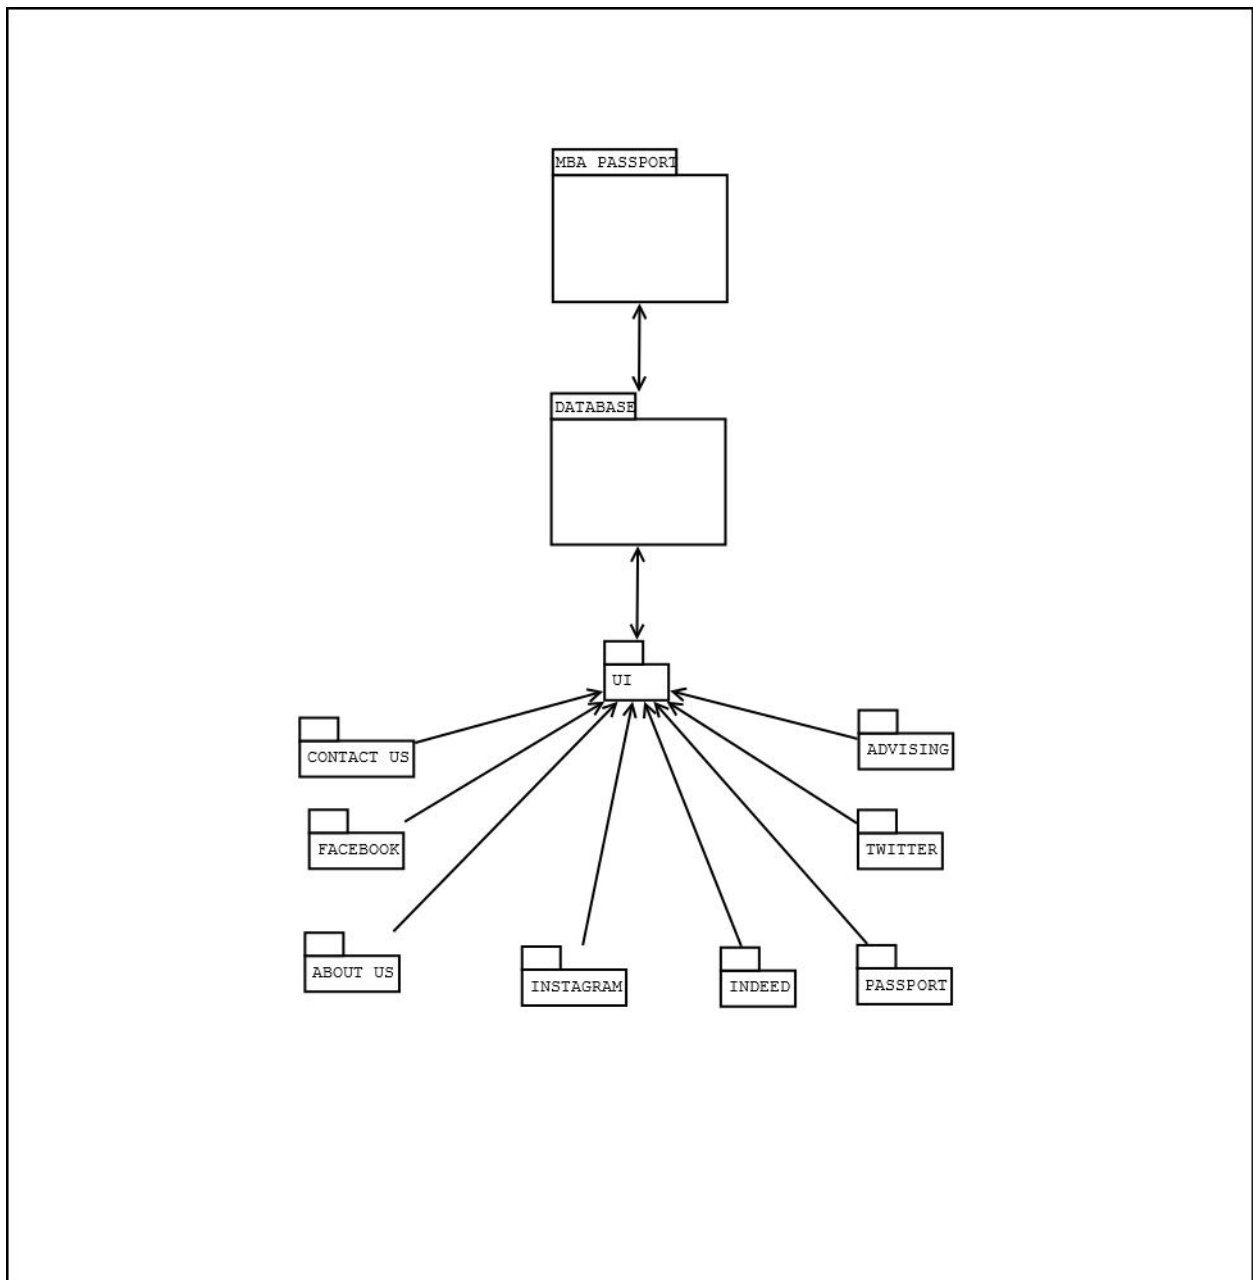 MBA PASSPORT
DATABASE
UI
CONTACT US
ADVISING
FACEBOOK
TWITTER
ABOUT US
INSTAGRAM
INDEED
PASSPORT